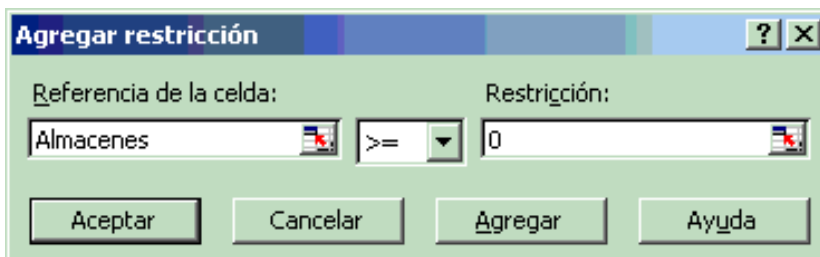 Agregar restricción ? X
Referencia de la celda: Restricción:
Almacenes >= 0
Aceptar Cancelar Agregar Ayuda